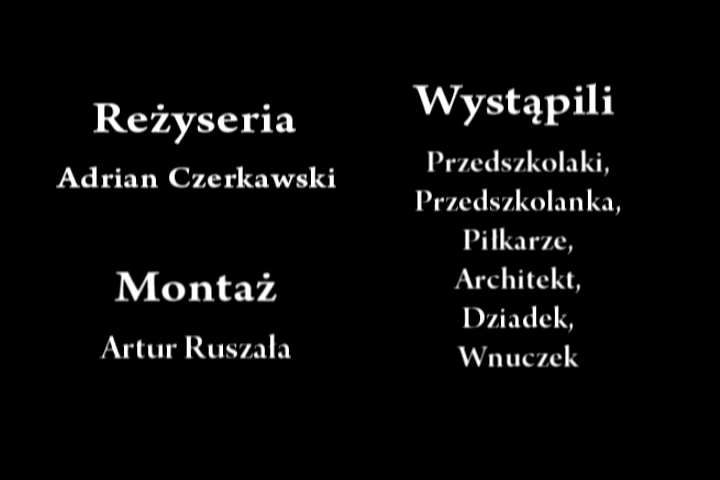 Reżyseria
Adrian Czerkawski
Montaż
Artur Ruszała
Wystąpili
Przedszkolaki,
Przedszkolanka,
Piłkarze,
Architekt,
Dziadek,
Wnuczek